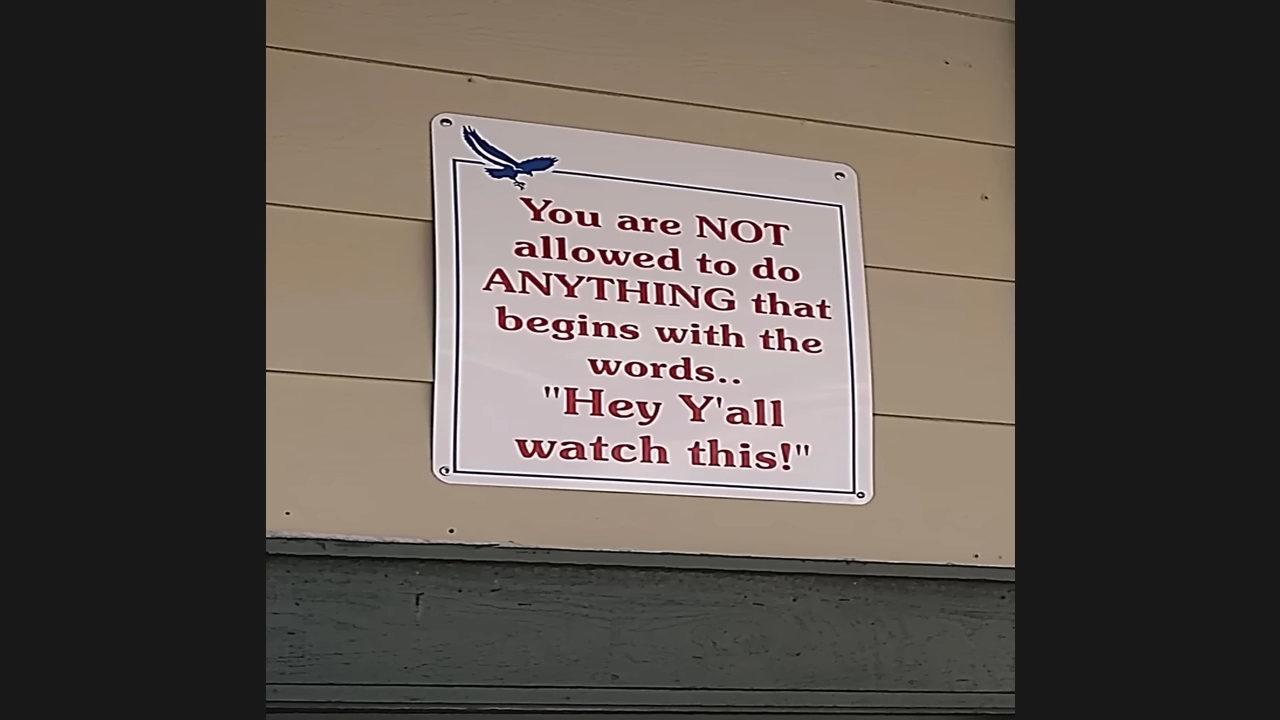 You are NOT
allowed to do
ANYTHING that
begins with the
words..
"Hey Y'all
watch this!"